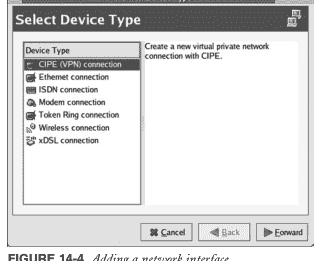 Select Device Type
Device Type
CIPE (VPN) connection
Ethernet connection
ISDN connection
Modem connection
Token Ring connection
Wireless connection
xDSL connection
Create a new virtual private network
connection with CIPE.
Cancel
Back
Forward
FIGURE 14-4 Adding a network interface